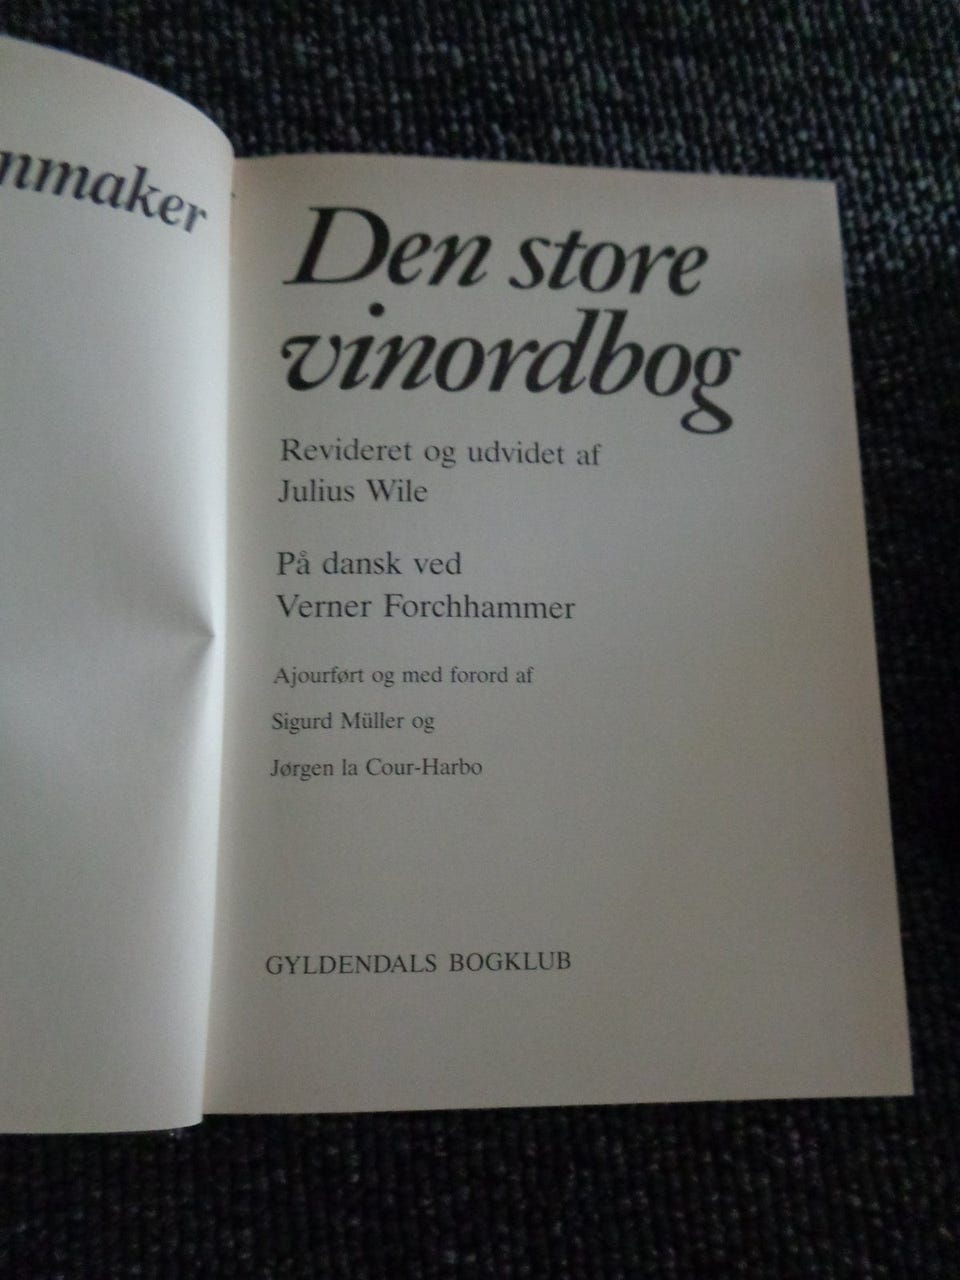 nmaker
Den store
vinordbog
Revideret og udvidet af
Julius Wile
På dansk ved
Verner Forchhammer
Ajourført og med forord af
Sigurd Müller og
Jørgen la Cour-Harbo
GYLDENDALS BOGKLUB